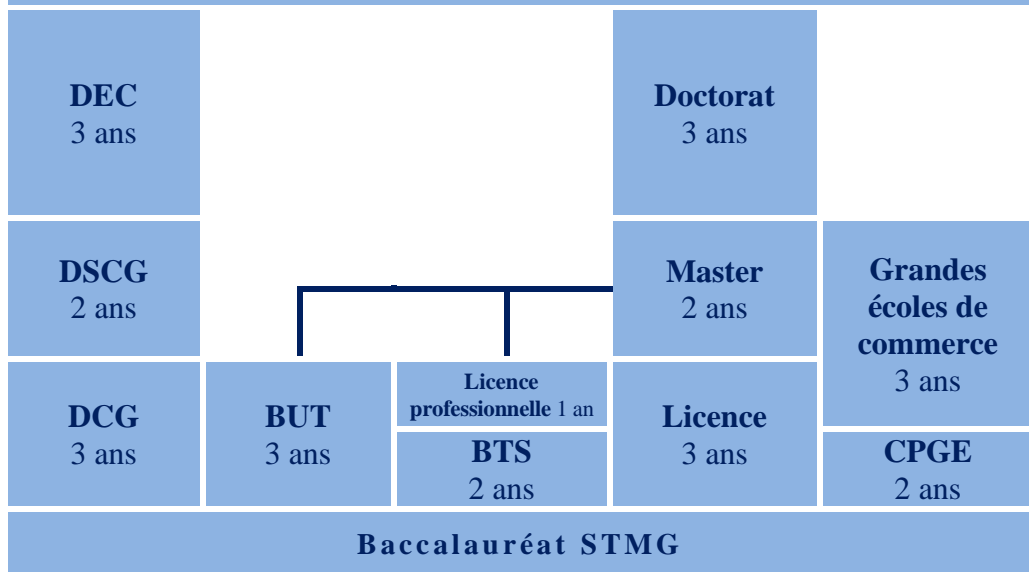 DEC
3 ans
Doctorat
3 ans
DSCG
2 ans
Master
2 ans
Grandes
écoles de
commerce
3 ans
DCG
3 ans
BUT
3 ans
Licence
professionnelle 1 an
BTS
2 ans
Licence
3 ans
CPGE
2 ans
Baccalauréat STMG